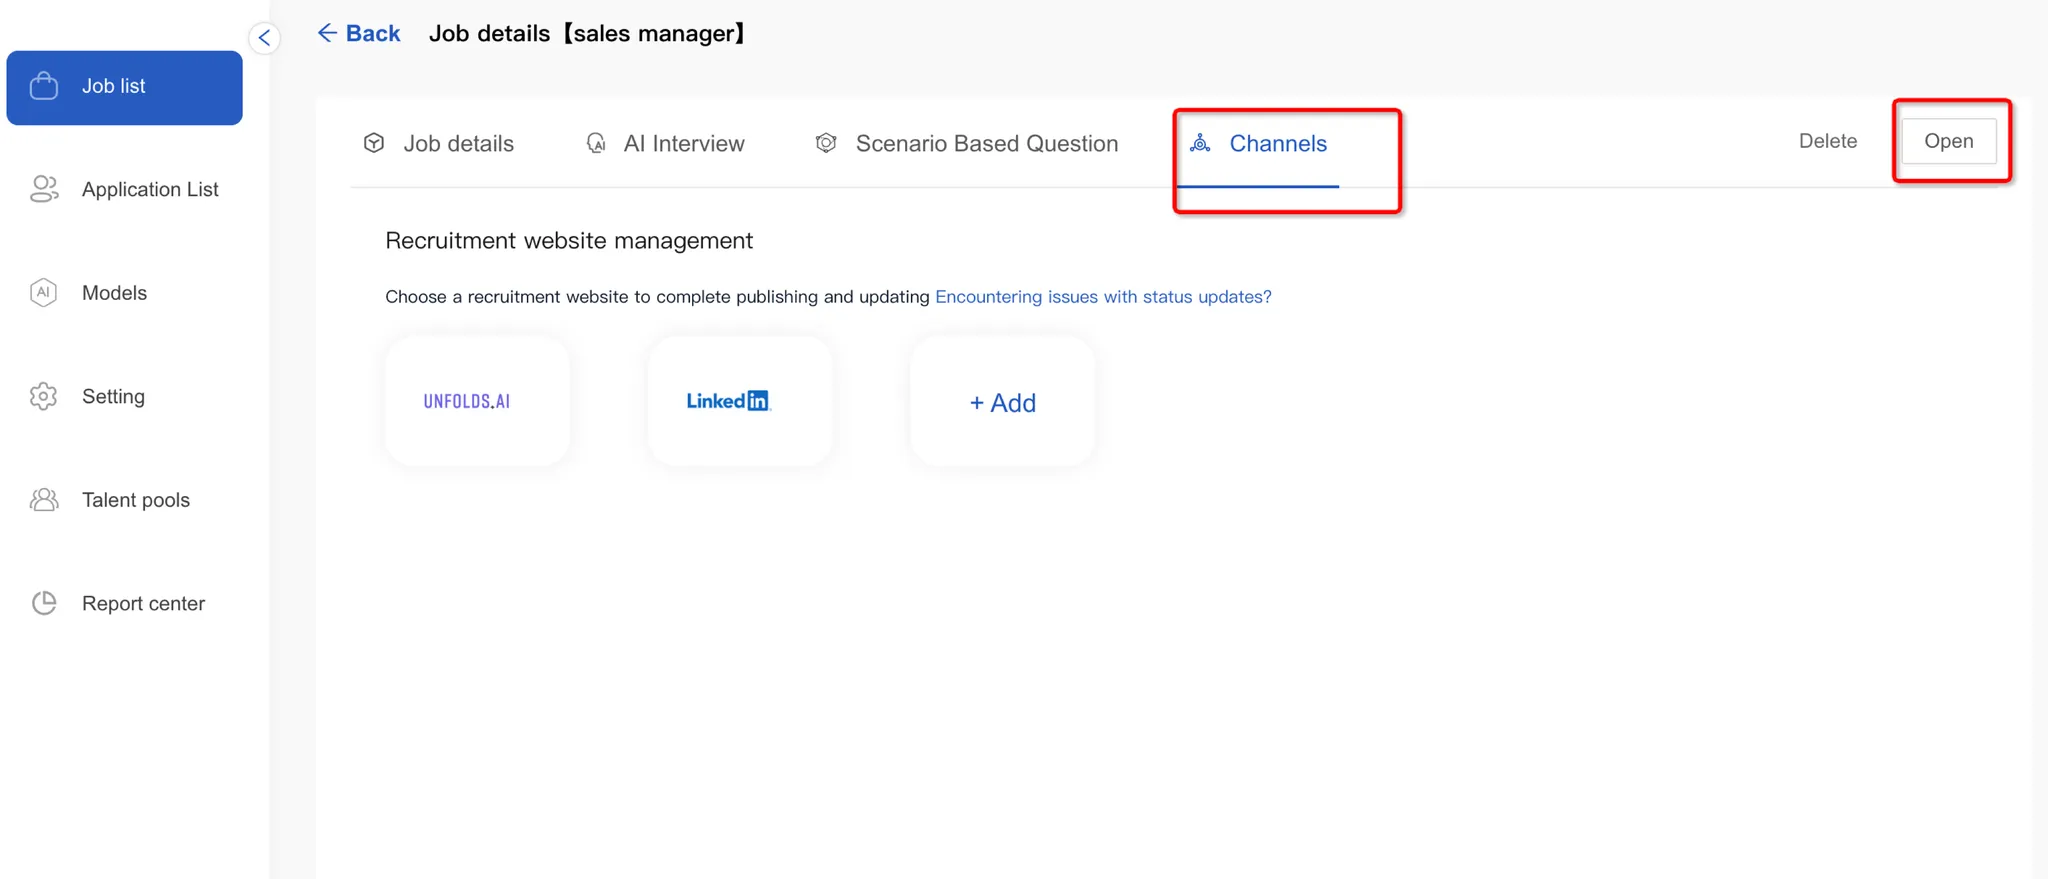 Back
Job details【sales manager】
Job list
Application List
Models
Setting
Talent pools
Report center
Job details
AI Interview
Scenario Based Question
Channels
Delete
Open
Recruitment website management
Choose a recruitment website to complete publishing and updating Encountering issues with status updates?
UNFOLDS.AI
Linked in
+ Add